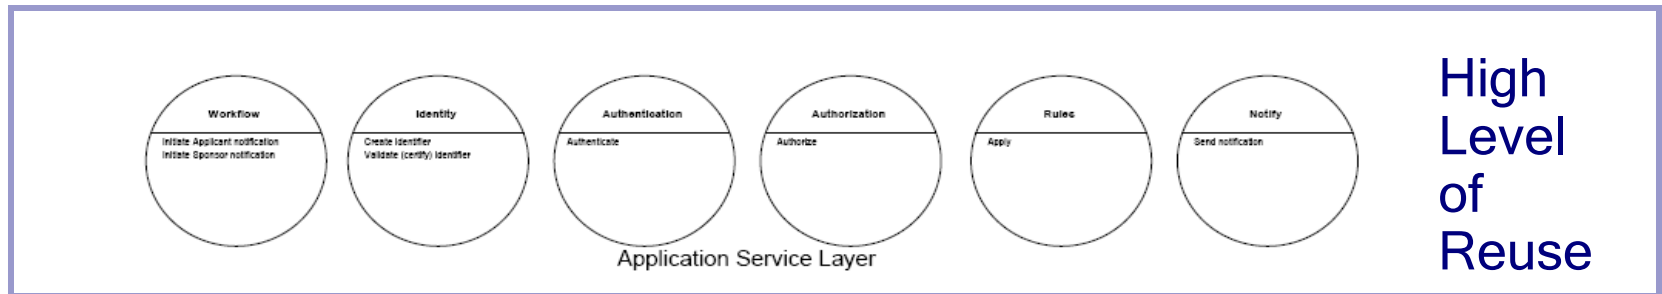 Workflow
Initiate Applicant notification
Initiate Sponsor notification
Identity
Create Identifier
Validate (certify) Identifier
Authentication
Authenticate
Authorization
Authorize
Rules
Apply
Notify
Send notification
Application Service Layer
High
Level
of
Reuse